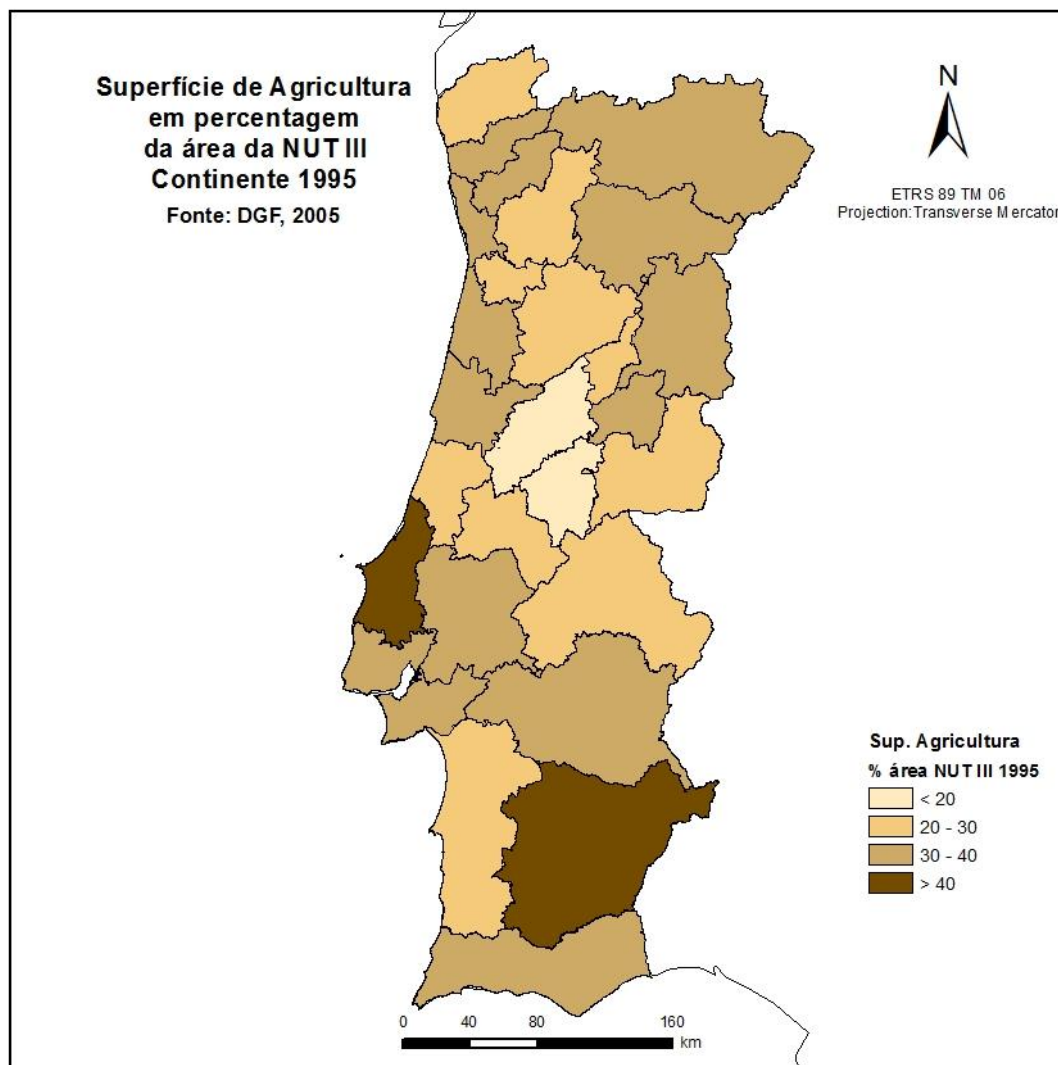 Superfície de Agricultura
em percentagem
da área da NUT III
Continente 1995
Fonte: DGF, 2005
N
ETRS 89 TM 06
Projection: Transverse Mercator
Sup. Agricultura
% área NUT III 1995
< 20
20 - 30
30 - 40
> 40
0 40 80 160
km